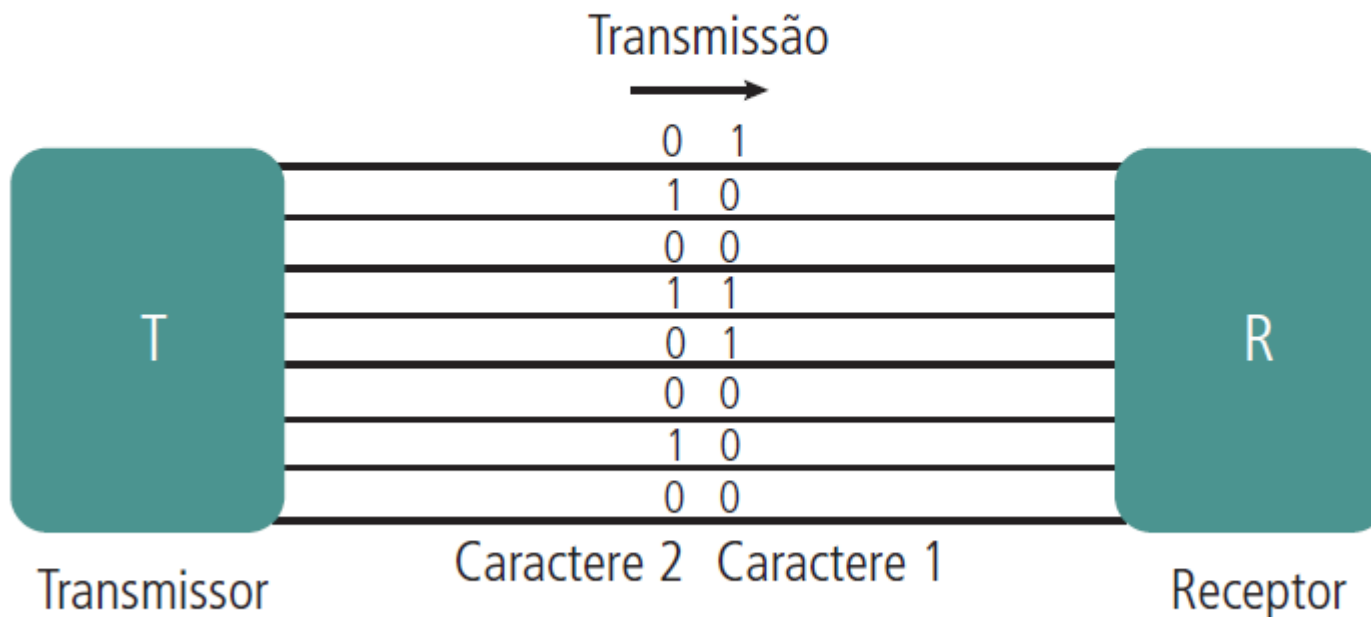 Transmissão
0 1
1 0
0 0
1 1
0 1
0 0
1 0
0 0
T
R
Caractere 2 Caractere 1
Transmissor
Receptor